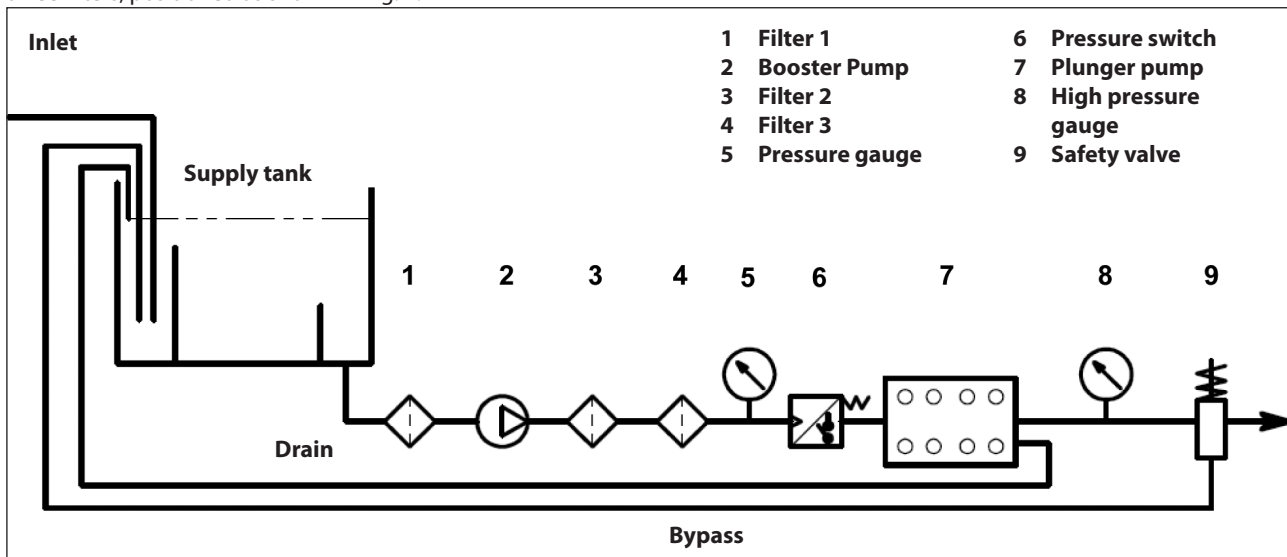 Inlet
1 Filter 1
2 Booster Pump
3 Filter 2
4 Filter 3
5 Pressure gauge
6 Pressure switch
7 Plunger pump
8 High pressure
gauge
9 Safety valve
Supply tank
1 2 3 4 5 6 7 8 9
Drain
Bypass